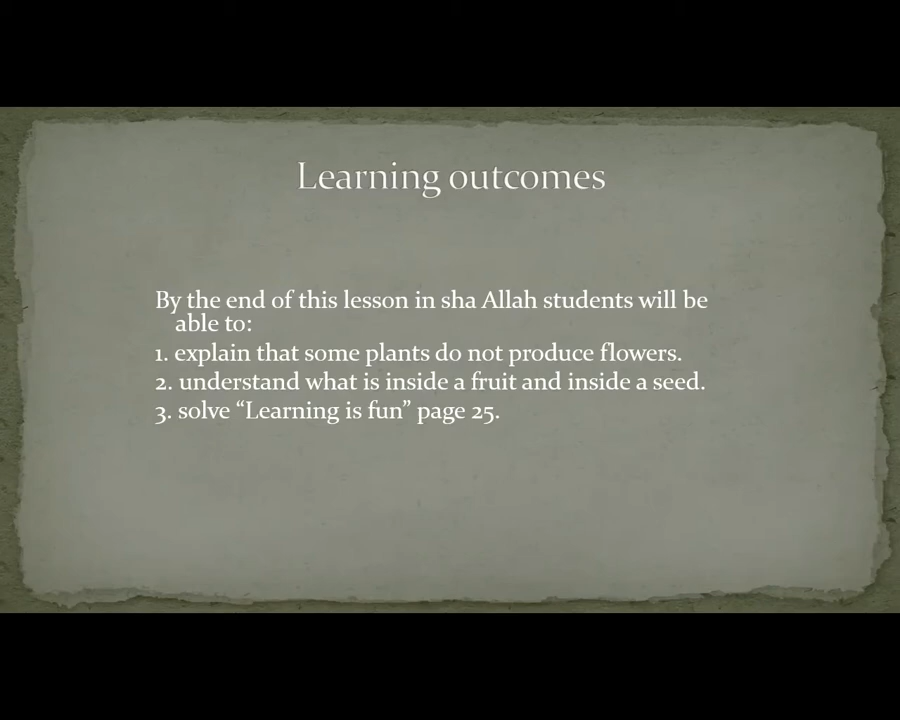 Learning outcomes
By the end of this lesson in sha Allah students will be
able to:
1. explain that some plants do not produce flowers.
2. understand what is inside a fruit and inside a seed.
3. solve “Learning is fun” page 25.